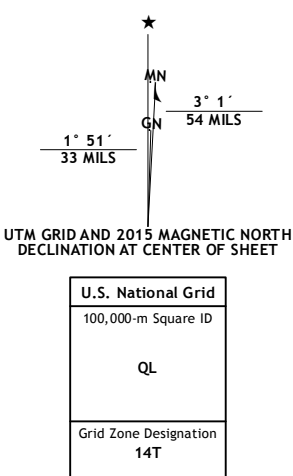 ★
MN
3° 1´
54 MILS
GN
1° 51´
33 MILS
UTM GRID AND 2015 MAGNETIC NORTH
DECLINATION AT CENTER OF SHEET
U.S. National Grid
100,000-m Square ID
QL
Grid Zone Designation
14T